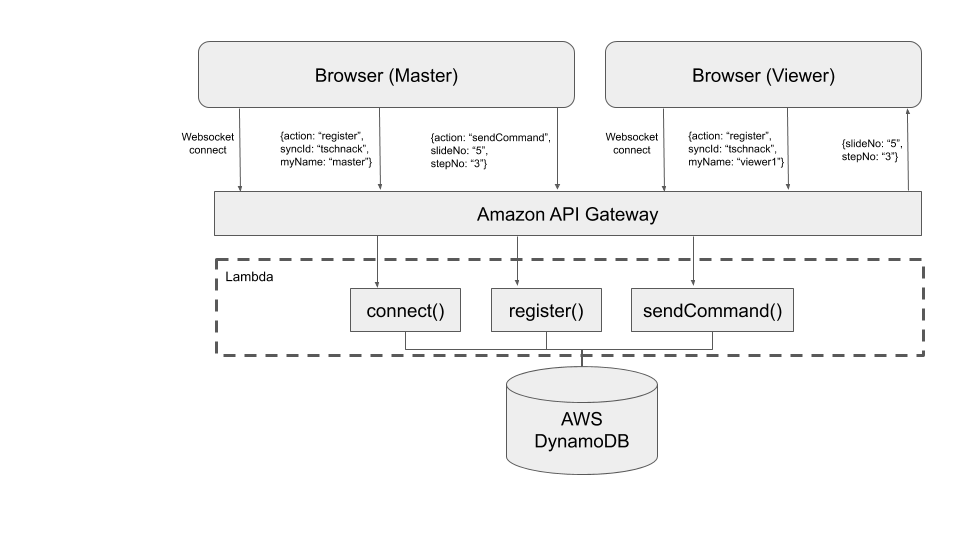 Browser (Master)
Browser (Viewer)
Websocket
connect
{action: “register”,
syncId: “tschnack”,
myName: “master”}
{action: “sendCommand”,
slideNo: “5”,
stepNo: “3”}
Websocket
connect
{action: “register”,
syncId: “tschnack”,
myName: “viewer1”}
{slideNo: “5”,
stepNo: “3”}
Amazon API Gateway
Lambda
connect()
register()
sendCommand()
AWS
DynamoDB